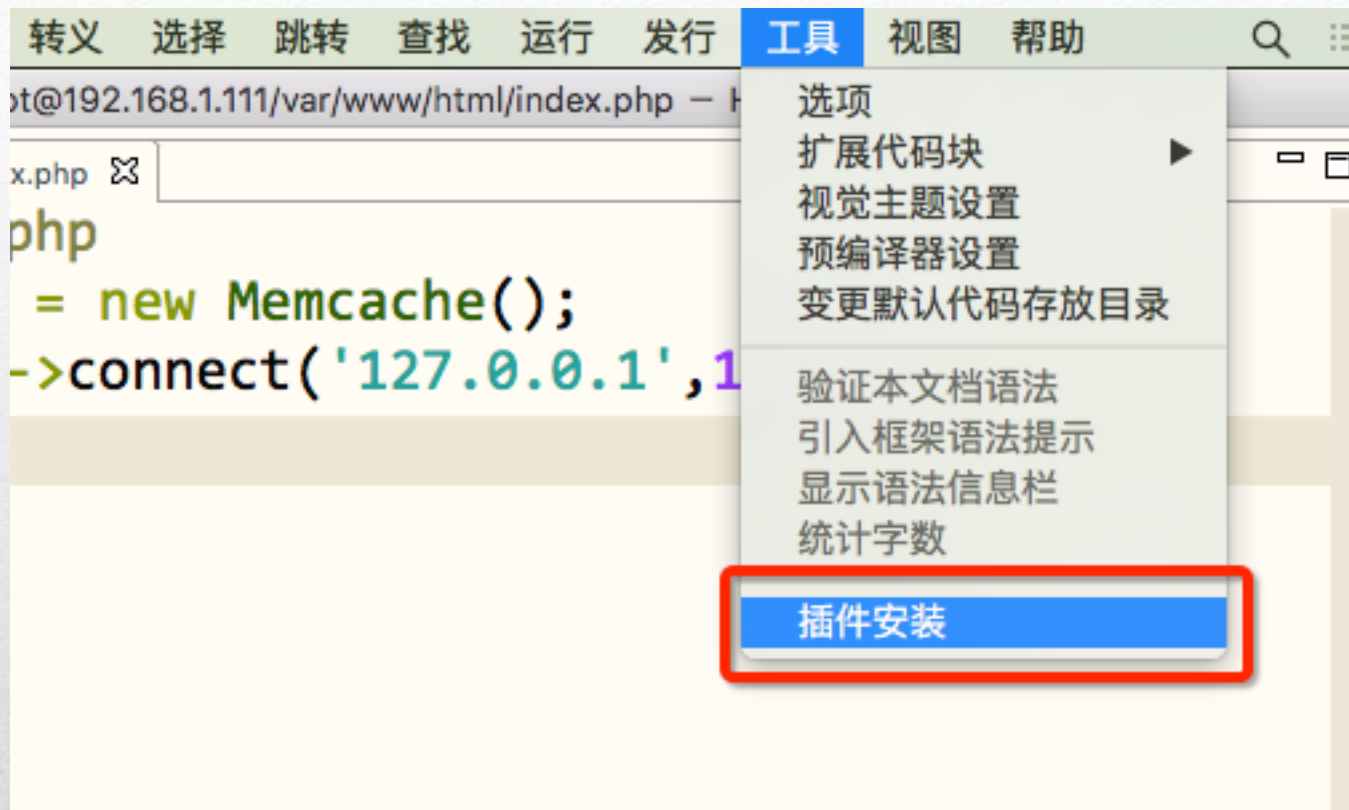 转义 选择 跳转 查找 运行 发行 工具 视图 帮助
ot@192.168.1.111/var/www/html/index.php — H
x.php
php
= new Memcache();
->connect('127.0.0.1',1
选项
扩展代码块
视觉主题设置
预编译器设置
变更默认代码存放目录
验证本文档语法
引入框架语法提示
显示语法信息栏
统计字数
插件安装